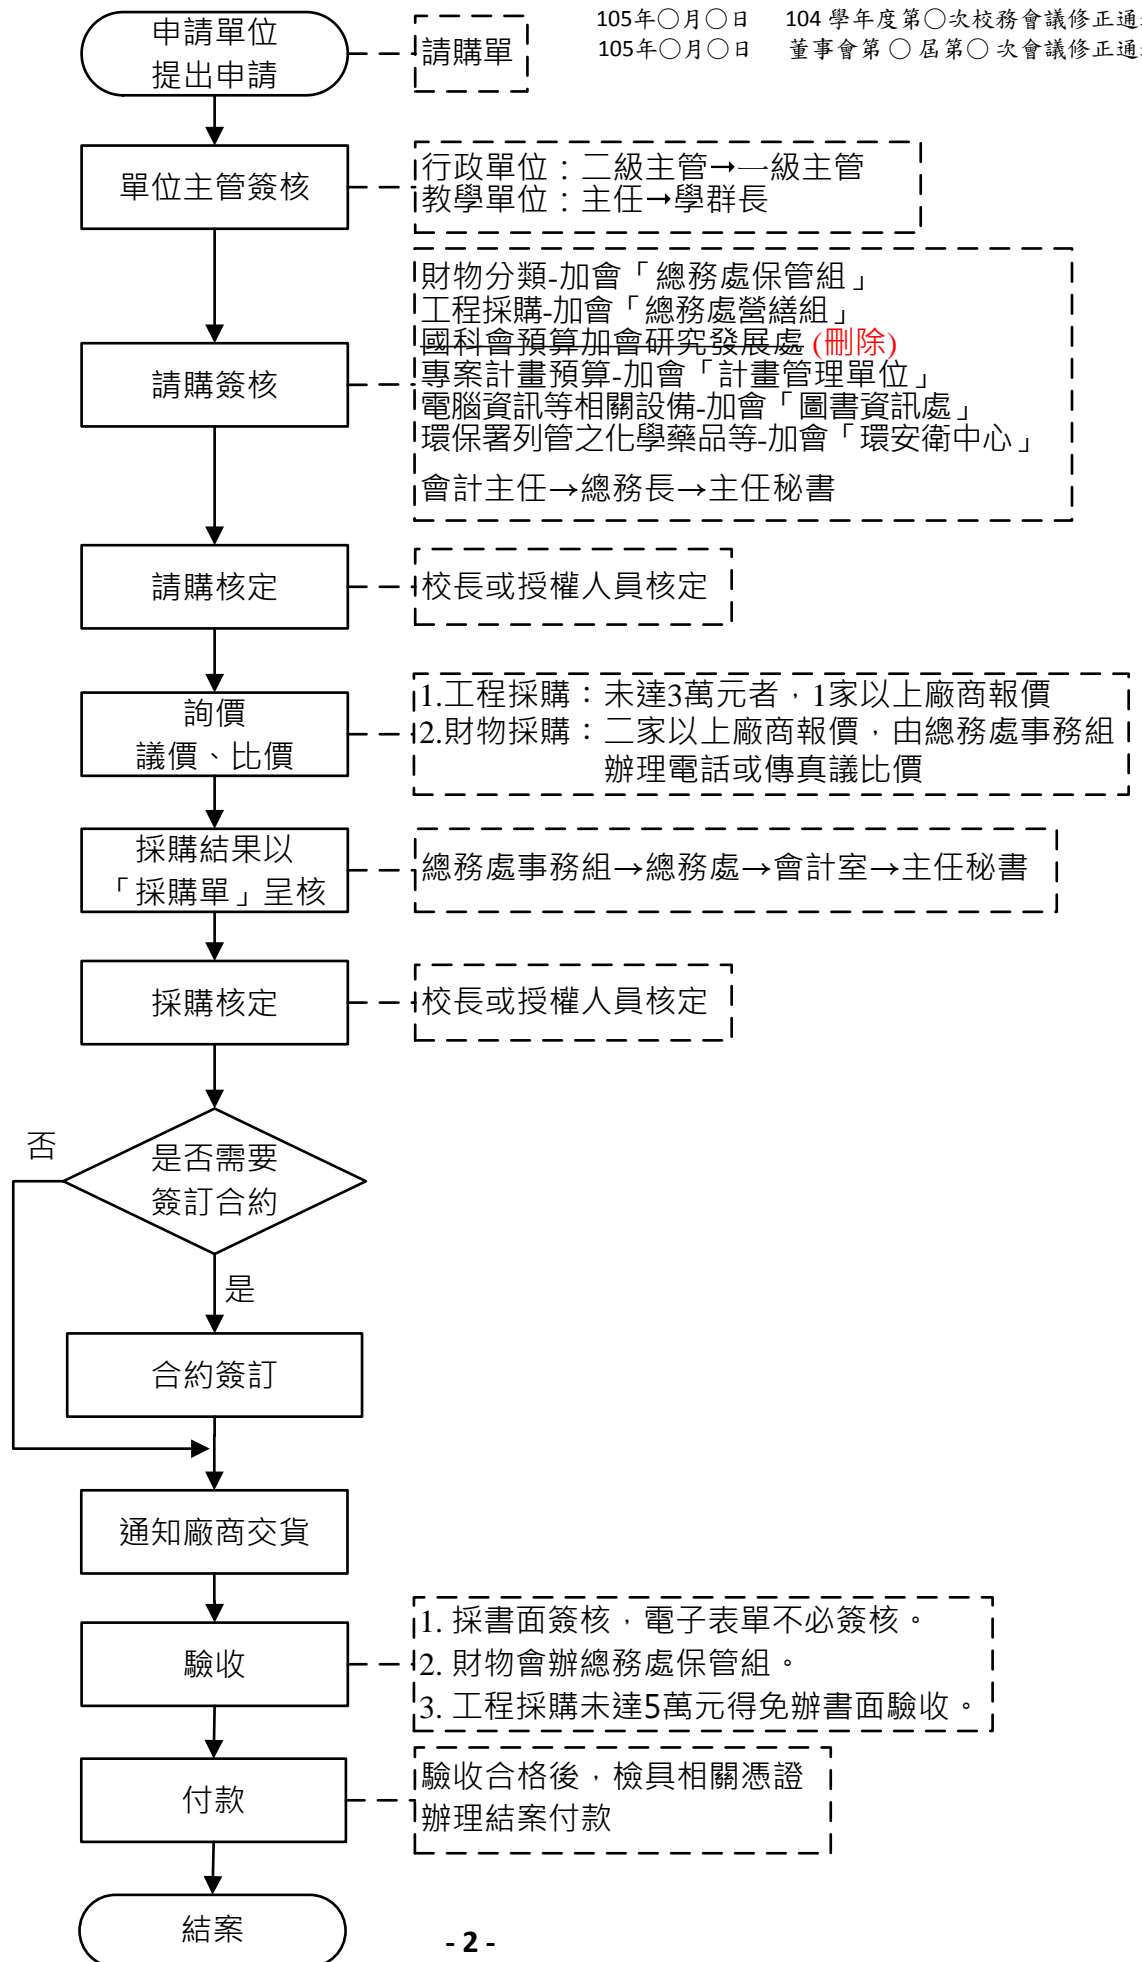 105年○月○日 104 學年度第○次校務會議修正通
105年○月○日 董事會第 ○ 屆第○ 次會議修正通
申請單位
提出申請
請購單
單位主管簽核
行政單位：二級主管→一級主管
教學單位：主任→學群長
請購簽核
財物分類-加會「總務處保管組」
工程採購-加會「總務處營繕組」
國科會預算加會研究發展處 (刪除)
專案計畫預算-加會「計畫管理單位」
電腦資訊等相關設備-加會「圖書資訊處」
環保署列管之化學藥品等-加會「環安衛中心」
會計主任→總務長→主任秘書
請購核定
校長或授權人員核定
詢價
議價、比價
1.工程採購：未達3萬元者，1家以上廠商報價
2.財物採購：二家以上廠商報價，由總務處事務組
辦理電話或傳真議比價
採購結果以
「採購單」呈核
總務處事務組→總務處→會計室→主任秘書
採購核定
校長或授權人員核定
是否需要
簽訂合約
否
是
合約簽訂
通知廠商交貨
驗收
1. 採書面簽核，電子表單不必簽核。
2. 財物會辦總務處保管組。
3. 工程採購未達5萬元得免辦書面驗收。
付款
驗收合格後，檢具相關憑證
辦理結案付款
結案
- 2 -